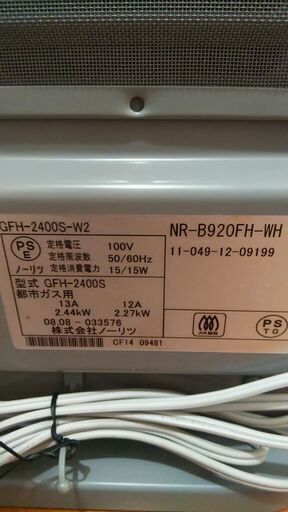 GFH-2400S-W2
PS
E
ノーリツ
定格電圧 100V
定格周波数 50/60Hz
定格消費電力 15/15W
型式 GFH-2400S
都市ガス用
13A 12A
2.44kW 2.27kW
08.08-033576
株式会社ノーリツ
CF14 09481
NR-B920FH-WH
11-049-12-09199
JIA
PS
TG